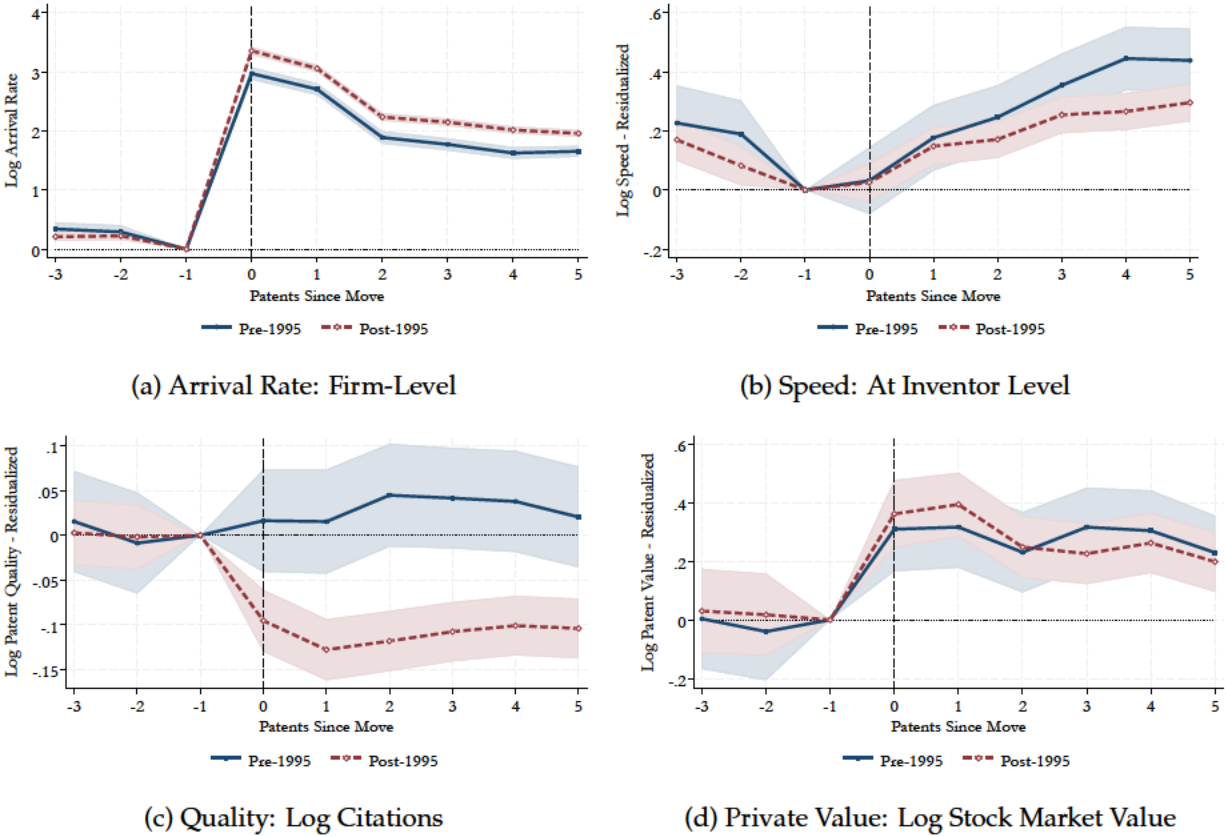 Log Arrival Rate
4
3
2
1
0
-3 -2 -1 0 1 2 3 4 5
Patents Since Move
Pre-1995 Post-1995
(a) Arrival Rate: Firm-Level
Log Speed - Residualized
.6
.4
.2
0
-.2
-3 -2 -1 0 1 2 3 4 5
Patents Since Move
Pre-1995 Post-1995
(b) Speed: At Inventor Level
Log Patent Quality - Residualized
.1
.05
0
-.05
-.1
-.15
-3 -2 -1 0 1 2 3 4 5
Patents Since Move
Pre-1995 Post-1995
(c) Quality: Log Citations
Log Patent Value - Residualized
.6
.4
.2
0
-.2
-3 -2 -1 0 1 2 3 4 5
Patents Since Move
Pre-1995 Post-1995
(d) Private Value: Log Stock Market Value